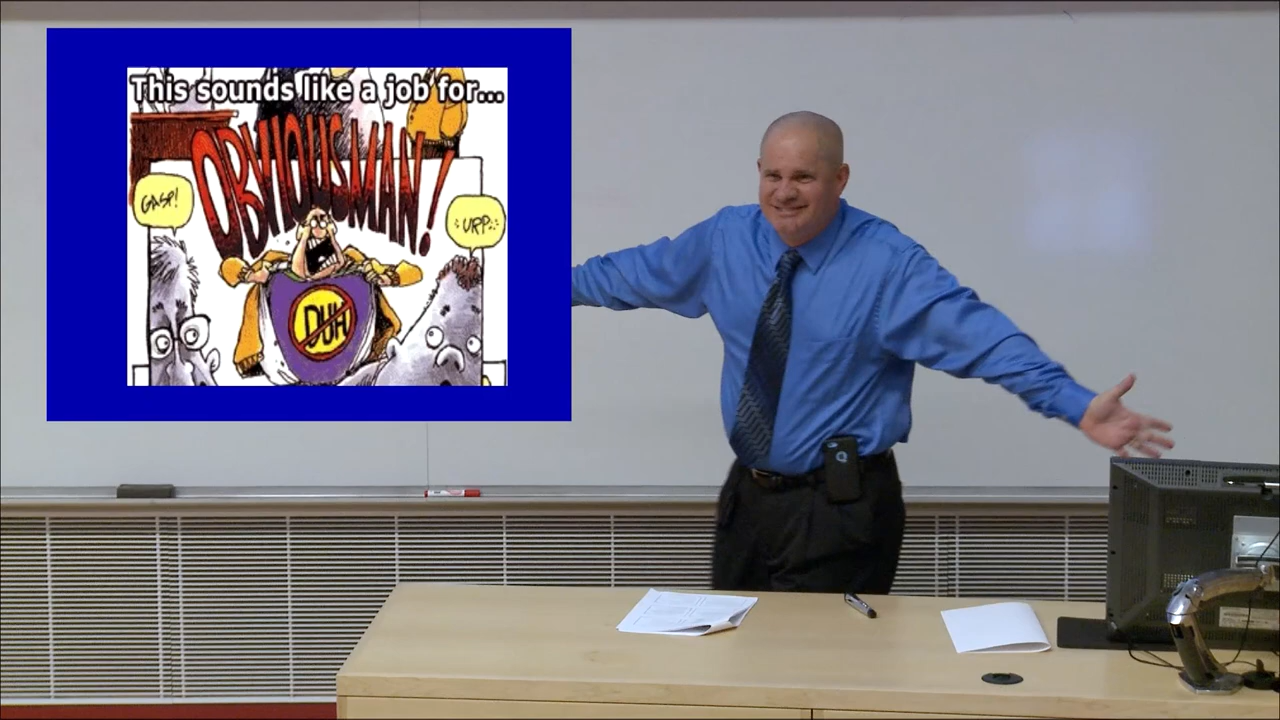 This sounds like a job for...
OBVIOUSMAN!
GASP!
URP
DUH